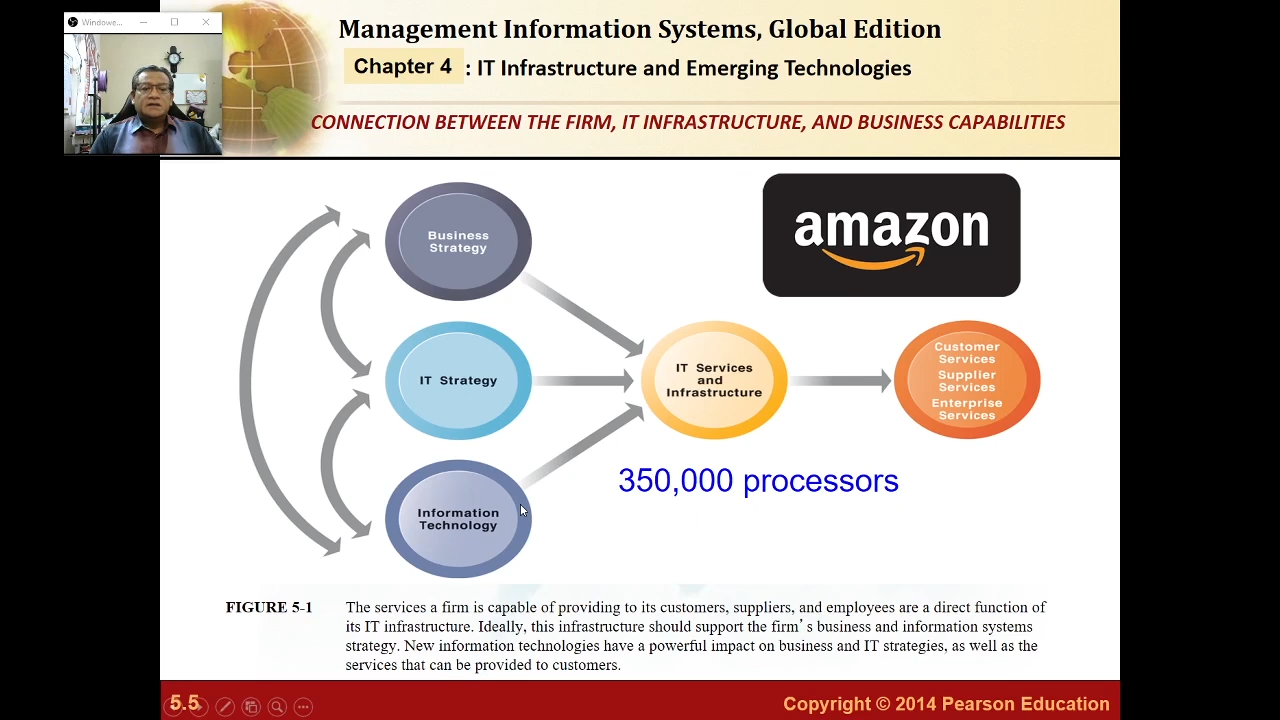 Windowe...
Management Information Systems, Global Edition
Chapter 4 : IT Infrastructure and Emerging Technologies
CONNECTION BETWEEN THE FIRM, IT INFRASTRUCTURE, AND BUSINESS CAPABILITIES
Business
Strategy
amazon
IT Strategy
IT Services
and
Infrastructure
Customer
Services
Supplier
Services
Enterprise
Services
350,000 processors
Information
Technology
FIGURE 5-1 The services a firm is capable of providing to its customers, suppliers, and employees are a direct function of
its IT infrastructure. Ideally, this infrastructure should support the firm's business and information systems
strategy. New information technologies have a powerful impact on business and IT strategies, as well as the
services that can be provided to customers.
5.5 Copyright © 2014 Pearson Education